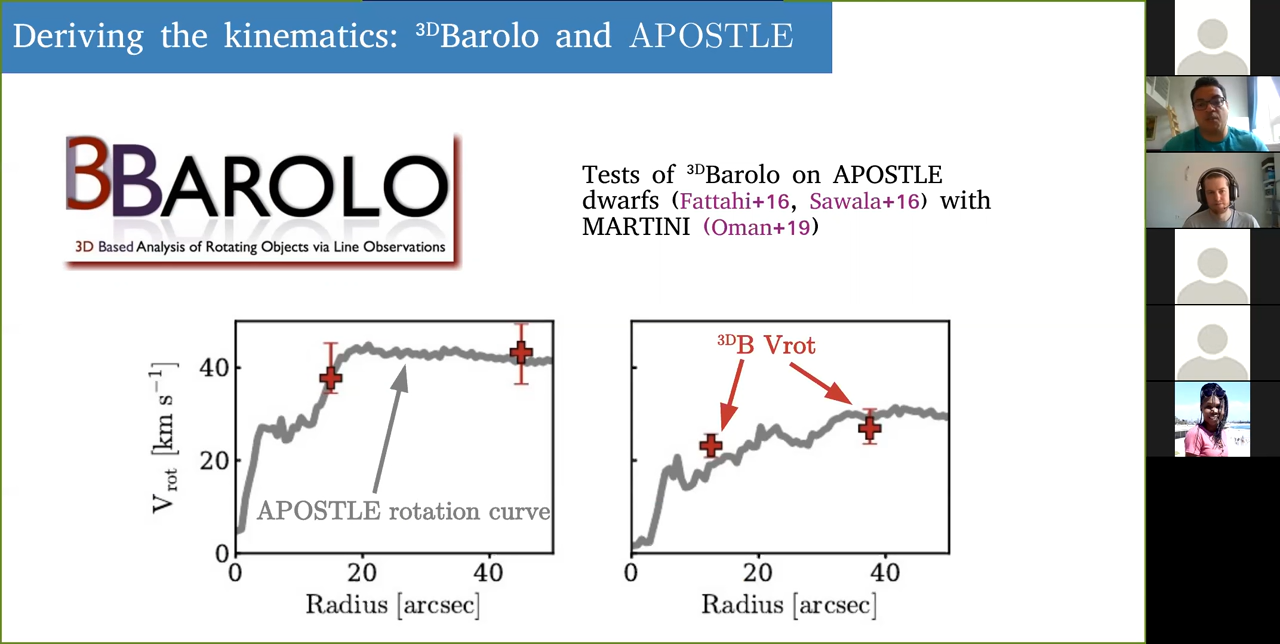 Deriving the kinematics: ³ᴰBarolo and APOSTLE
3BAROLO
3D Based Analysis of Rotating Objects via Line Observations
Tests of ³ᴰBarolo on APOSTLE
dwarfs (Fattahi+16, Sawala+16) with
MARTINI (Oman+19)
V_rot [km s⁻¹]
40
20
0
APOSTLE rotation curve
0 20 40
Radius [arcsec]
³ᴰB Vrot
0 20 40
Radius [arcsec]